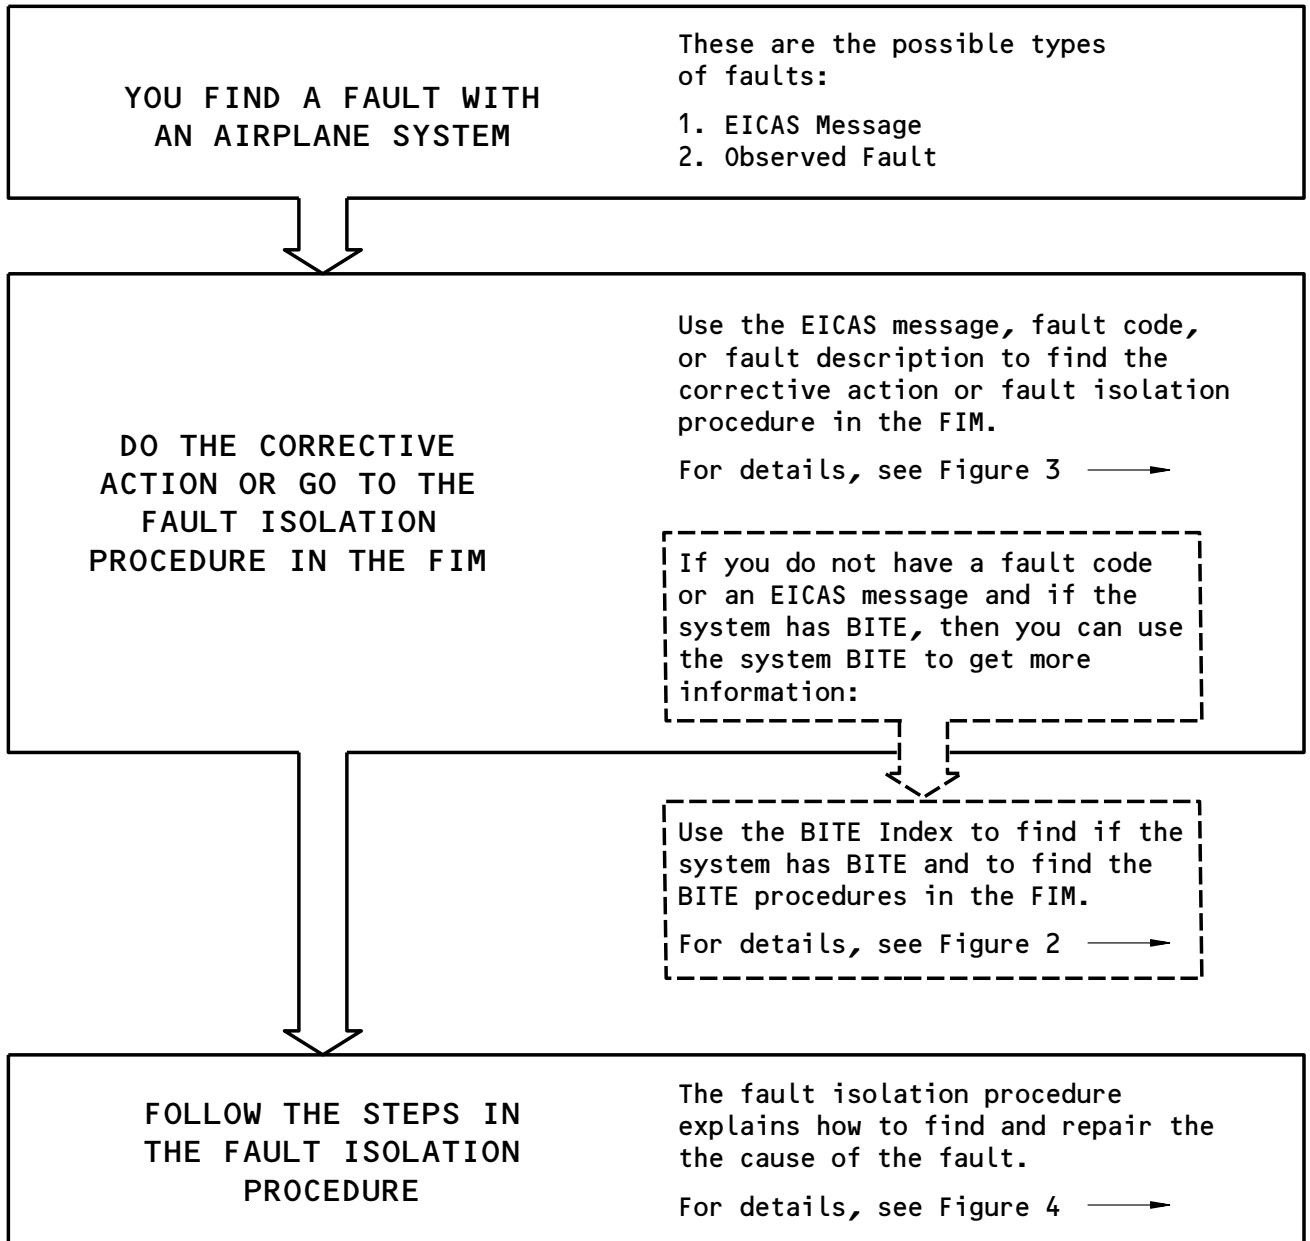 YOU FIND A FAULT WITH
AN AIRPLANE SYSTEM
These are the possible types
of faults:
1. EICAS Message
2. Observed Fault
DO THE CORRECTIVE
ACTION OR GO TO THE
FAULT ISOLATION
PROCEDURE IN THE FIM
Use the EICAS message, fault code,
or fault description to find the
corrective action or fault isolation
procedure in the FIM.
For details, see Figure 3
If you do not have a fault code
or an EICAS message and if the
system has BITE, then you can use
the system BITE to get more
information:
Use the BITE Index to find if the
system has BITE and to find the
BITE procedures in the FIM.
For details, see Figure 2
FOLLOW THE STEPS IN
THE FAULT ISOLATION
PROCEDURE
The fault isolation procedure
explains how to find and repair the
the cause of the fault.
For details, see Figure 4